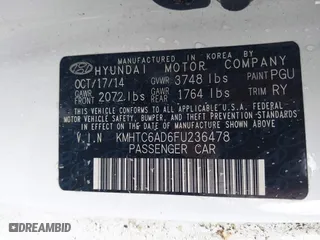 MANUFACTURED IN KOREA BY
HYUNDAI MOTOR COMPANY
OCT/17/14 GVWR 3748 lbs PAINT PGU
GAWR FRONT 2072 lbs GAWR REAR 1764 lbs TRIM RY
THIS VEHICLE CONFORMS TO ALL APPLICABLE FEDERAL
MOTOR VEHICLE SAFETY, BUMPER, AND THEFT PREVENTION STANDARDS
IN EFFECT ON THE DATE OF MANUFACTURE SHOWN ABOVE.
V.I.N KMHTC6AD6FU236478
PASSENGER CAR
© DRIVE DEPOT